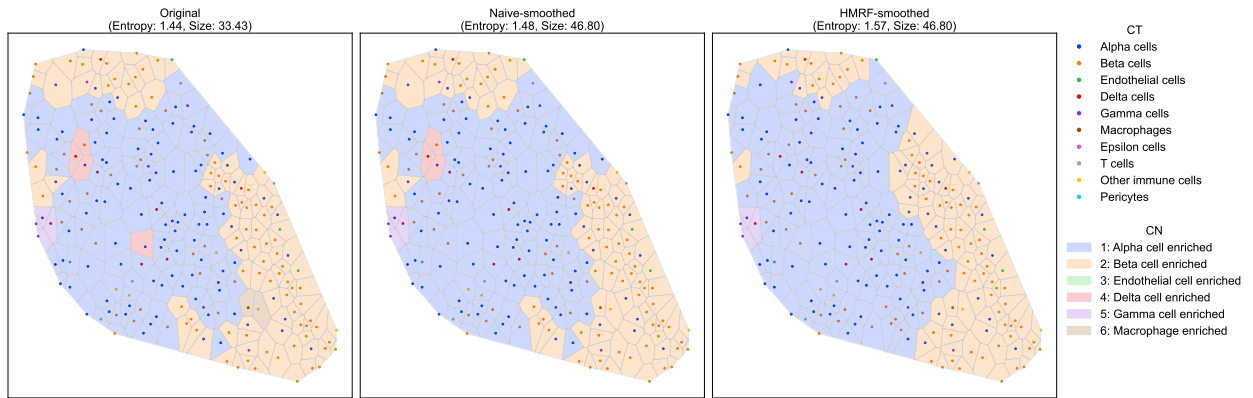 Original
(Entropy: 1.44, Size: 33.43)
Naive-smoothed
(Entropy: 1.48, Size: 46.80)
HMRF-smoothed
(Entropy: 1.57, Size: 46.80)
CT
Alpha cells
Beta cells
Endothelial cells
Delta cells
Gamma cells
Macrophages
Epsilon cells
T cells
Other immune cells
Pericytes
CN
1: Alpha cell enriched
2: Beta cell enriched
3: Endothelial cell enriched
4: Delta cell enriched
5: Gamma cell enriched
6: Macrophage enriched